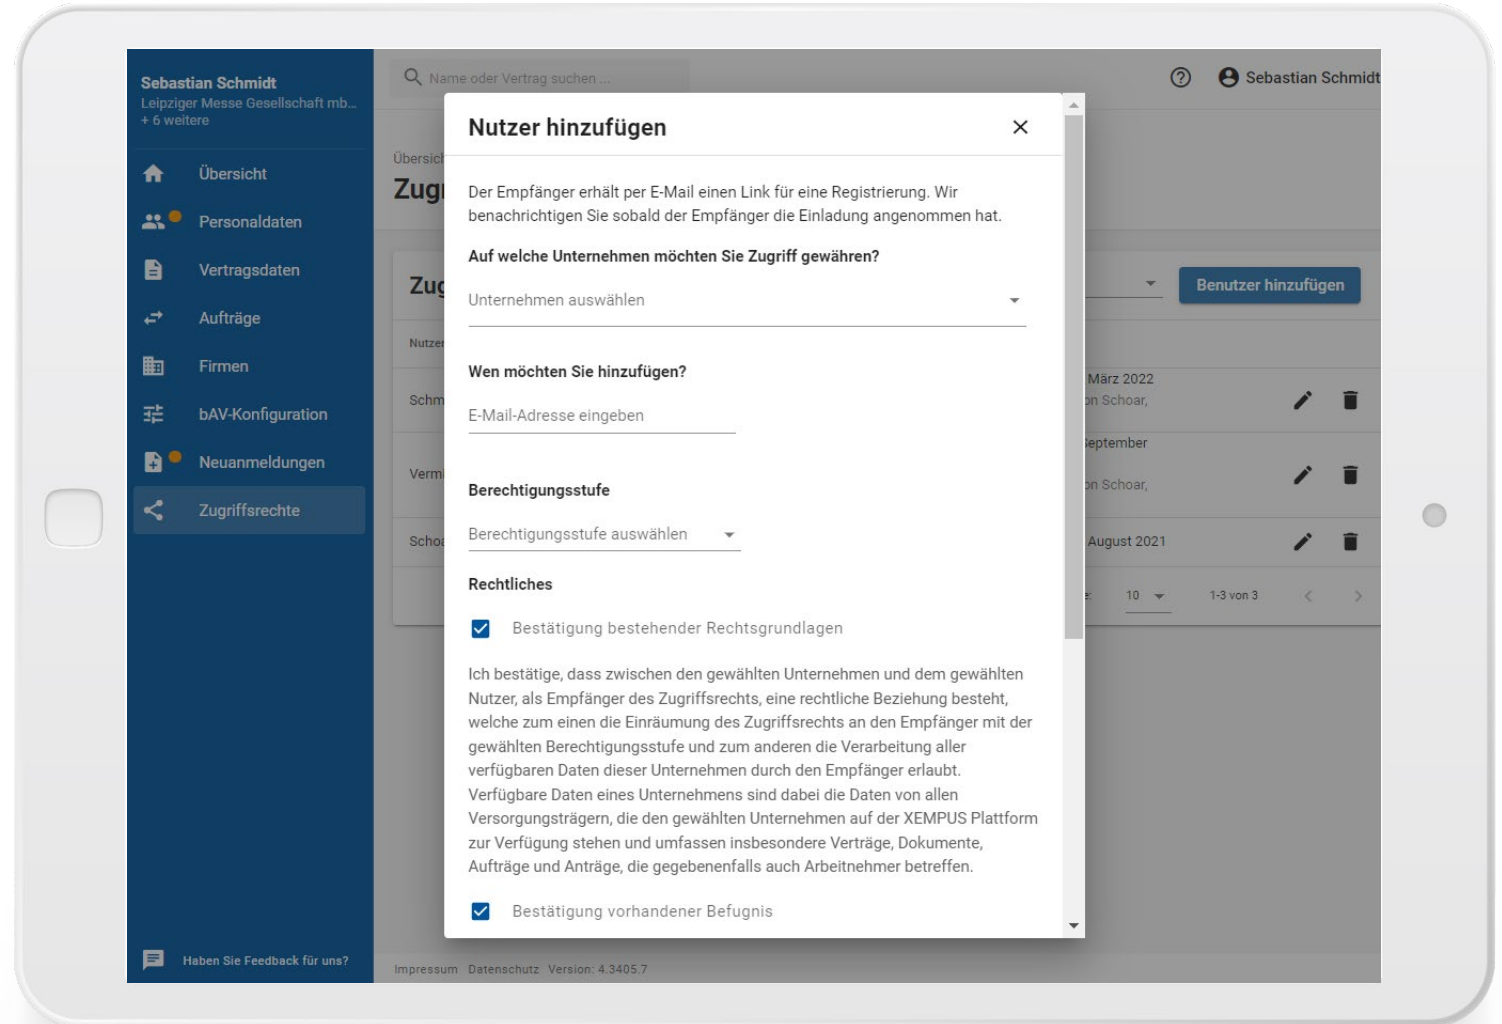 Sebastian Schmidt
Leipziger Messe Gesellschaft mb...
+ 6 weitere
Übersicht
Personaldaten
Vertragsdaten
Aufträge
Firmen
bAV-Konfiguration
Neuanmeldungen
Zugriffsrechte
Haben Sie Feedback für uns?
Name oder Vertrag suchen ...
Sebastian Schmidt
Übersich
Zugr
Zug
Benutzer hinzufügen
Nutzer
Schm
März 2022
on Schoar,
Vermi
September
on Schoar,
Schoa
August 2021
e:
10
1-3 von 3
Impressum Datenschutz Version: 4.3405.7
Nutzer hinzufügen
Der Empfänger erhält per E-Mail einen Link für eine Registrierung. Wir
benachrichtigen Sie sobald der Empfänger die Einladung angenommen hat.
Auf welche Unternehmen möchten Sie Zugriff gewähren?
Unternehmen auswählen
Wen möchten Sie hinzufügen?
E-Mail-Adresse eingeben
Berechtigungsstufe
Berechtigungsstufe auswählen
Rechtliches
Bestätigung bestehender Rechtsgrundlagen
Ich bestätige, dass zwischen den gewählten Unternehmen und dem gewählten
Nutzer, als Empfänger des Zugriffsrechts, eine rechtliche Beziehung besteht,
welche zum einen die Einräumung des Zugriffsrechts an den Empfänger mit der
gewählten Berechtigungsstufe und zum anderen die Verarbeitung aller
verfügbaren Daten dieser Unternehmen durch den Empfänger erlaubt.
Verfügbare Daten eines Unternehmens sind dabei die Daten von allen
Versorgungsträgern, die den gewählten Unternehmen auf der XEMPUS Plattform
zur Verfügung stehen und umfassen insbesondere Verträge, Dokumente,
Aufträge und Anträge, die gegebenenfalls auch Arbeitnehmer betreffen.
Bestätigung vorhandener Befugnis